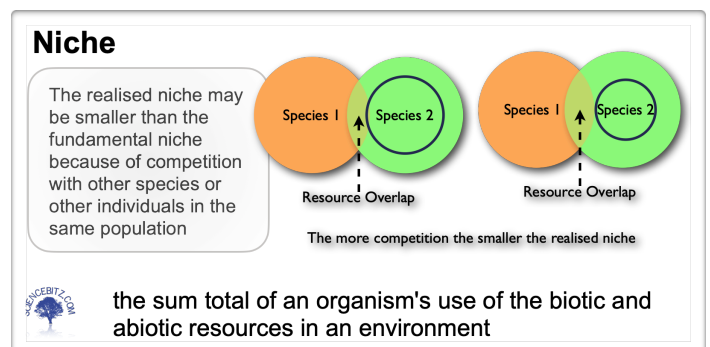 Niche
The realised niche may
be smaller than the
fundamental niche
because of competition
with other species or
other individuals in the
same population
Species 1
Species 2
Resource Overlap
Species 1
Species 2
Resource Overlap
The more competition the smaller the realised niche
SCIENCEBITZ.COM
the sum total of an organism's use of the biotic and
abiotic resources in an environment